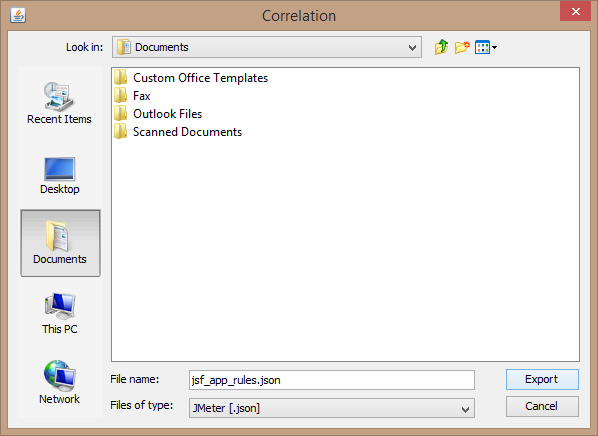 Correlation
Look in: Documents
Recent Items
Desktop
Documents
This PC
Network
Custom Office Templates
Fax
Outlook Files
Scanned Documents
File name: jsf_app_rules.json Export
Files of type: JMeter [.json] Cancel